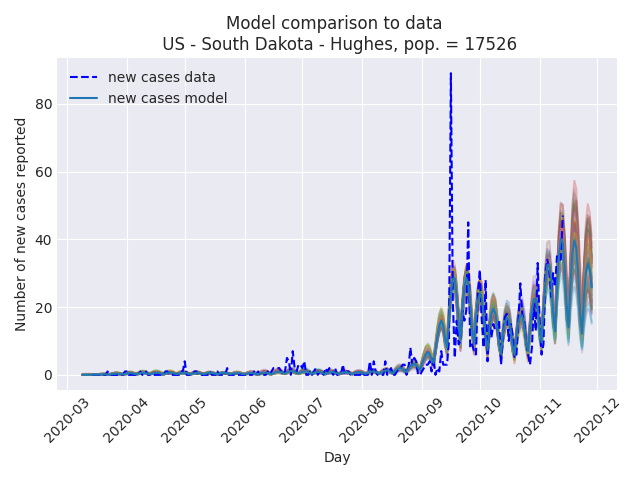 Model comparison to data
US - South Dakota - Hughes, pop. = 17526
new cases data
new cases model
Number of new cases reported
80
60
40
20
0
2020-03
2020-04
2020-05
2020-06
2020-07
2020-08
2020-09
2020-10
2020-11
2020-12
Day